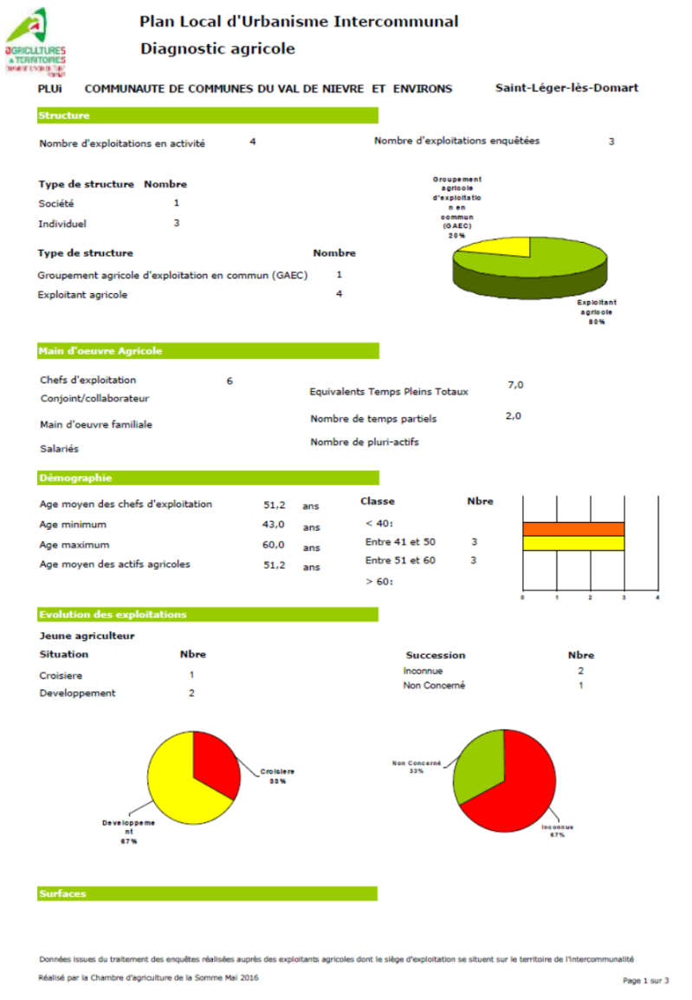 AGRICULTURES
& TERRITOIRES
Plan Local d'Urbanisme Intercommunal
Diagnostic agricole
PLUi COMMUNAUTE DE COMMUNES DU VAL DE NIEVRE ET ENVIRONS Saint-Léger-lès-Domart
Structure
Nombre d'exploitations en activité 4 Nombre d'exploitations enquêtées 3
Type de structure Nombre
Société 1
Individuel 3
Type de structure Nombre
Groupement agricole d'exploitation en commun (GAEC) 1
Exploitant agricole 4
Groupement
agricole
d'exploitatio
n en
commun
(GAEC)
20%
Exploitant
agricole
80%
Main d'oeuvre Agricole
Chefs d'exploitation 6
Conjoint/collaborateur
Main d'oeuvre familiale
Salariés
Equivalents Temps Pleins Totaux 7,0
Nombre de temps partiels 2,0
Nombre de pluri-actifs
Démographie
Age moyen des chefs d'exploitation 51,2 ans
Age minimum 43,0 ans
Age maximum 60,0 ans
Age moyen des actifs agricoles 51,2 ans
Classe Nbre
< 40:
Entre 41 et 50 3
Entre 51 et 60 3
> 60:
0 1 2 3 4
Evolution des exploitations
Jeune agriculteur
Situation Nbre
Croisiere 1
Developpement 2
Succession Nbre
Inconnue 2
Non Concerné 1
Croisiere
33%
Developpeme
nt
67%
Non Concerné
33%
Inconnue
67%
Surfaces
Données issues du traitement des enquêtes réalisées auprès des exploitants agricoles dont le siège d'exploitation se situent sur le territoire de l'Intercommunalité
Réalisé par la Chambre d'agriculture de la Somme Mai 2016
Page 1 sur 3